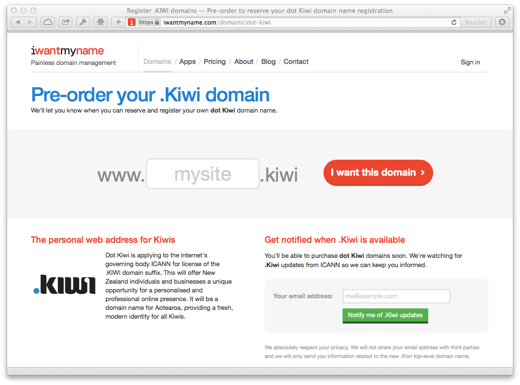 Register .KIWI domains — Pre-order to reserve your dot Kiwi domain name registration
https iwantmyname.com/domains/dot-kiwi
Reader
iwantmyname
Painless domain management
Domains / Apps / Pricing / About / Blog / Contact
Sign in
Pre-order your .Kiwi domain
We'll let you know when you can reserve and register your own dot Kiwi domain name.
www. mysite .kiwi
I want this domain ›
The personal web address for Kiwis
.kiwi
Dot Kiwi is applying to the internet's
governing body ICANN for license of the
.KIWI domain suffix. This will offer New
Zealand individuals and businesses a unique
opportunity for a personalised and
professional online presence. It will be a
domain name for Aotearoa, providing a fresh,
modern identity for all Kiwis.
Get notified when .Kiwi is available
You'll be able to purchase dot Kiwi domains soon. We're watching for
.Kiwi updates from ICANN so we can keep you informed.
Your email address: me@example.com
Notify me of .Kiwi updates
We absolutely respect your privacy. We will not share your email address with third parties
and we will only send you information related to the new .Kiwi top-level domain name.